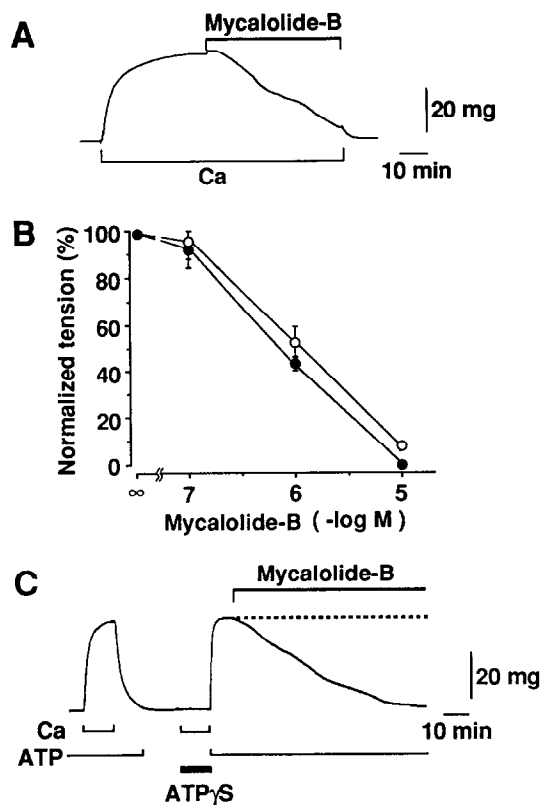 A
Mycalolide-B
20 mg
10 min
Ca
B
Normalized tension (%)
100
80
60
40
20
0
∞ 7 6 5
Mycalolide-B (-log M)
C
Mycalolide-B
20 mg
10 min
Ca
ATP
ATPγS